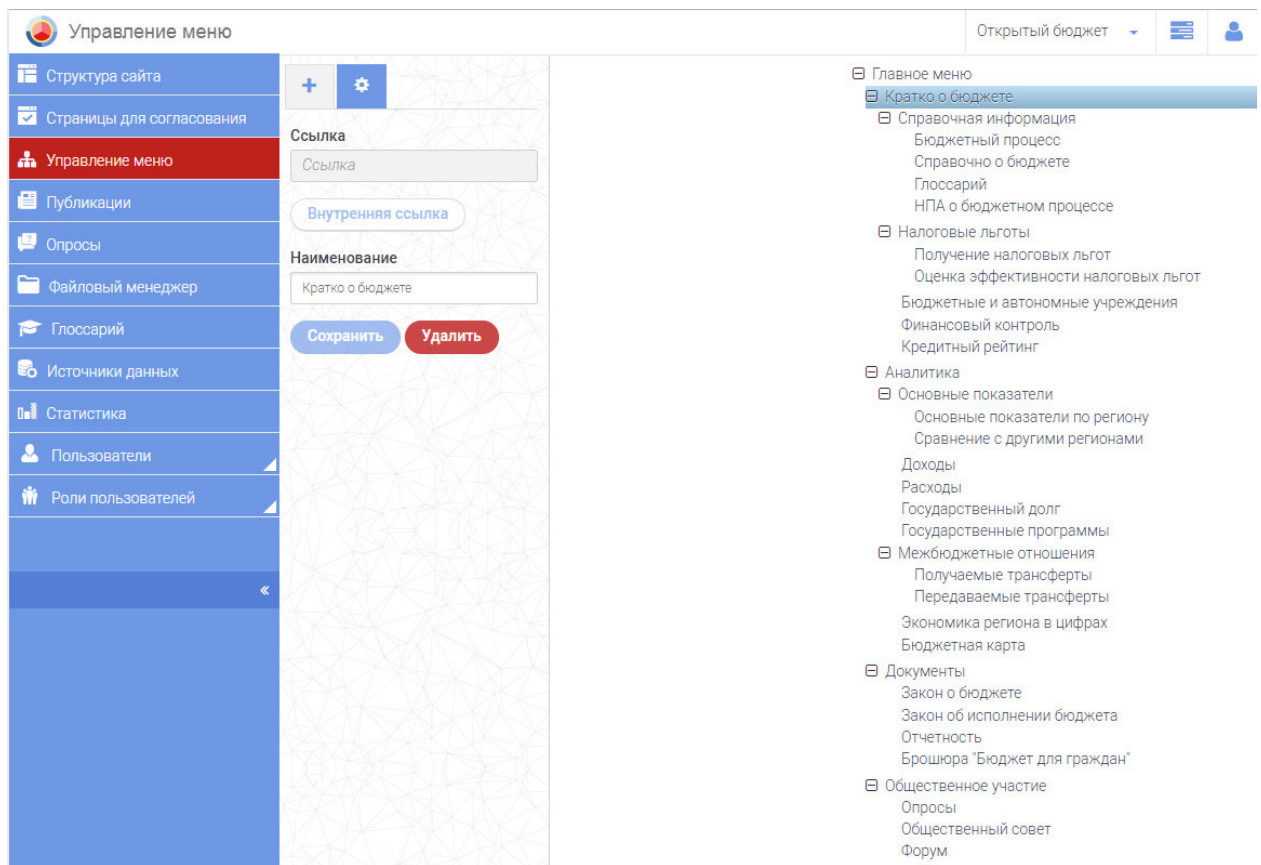 Управление меню
Открытый бюджет
Структура сайта
Страницы для согласования
Управление меню
Публикации
Опросы
Файловый менеджер
Глоссарий
Источники данных
Статистика
Пользователи
Роли пользователей
«
Ссылка
Ссылка
Внутренняя ссылка
Наименование
Кратко о бюджете
Сохранить Удалить
Главное меню
Кратко о бюджете
Справочная информация
Бюджетный процесс
Справочно о бюджете
Глоссарий
НПА о бюджетном процессе
Налоговые льготы
Получение налоговых льгот
Оценка эффективности налоговых льгот
Бюджетные и автономные учреждения
Финансовый контроль
Кредитный рейтинг
Аналитика
Основные показатели
Основные показатели по региону
Сравнение с другими регионами
Доходы
Расходы
Государственный долг
Государственные программы
Межбюджетные отношения
Получаемые трансферты
Передаваемые трансферты
Экономика региона в цифрах
Бюджетная карта
Документы
Закон о бюджете
Закон об исполнении бюджета
Отчетность
Брошюра "Бюджет для граждан"
Общественное участие
Опросы
Общественный совет
Форум